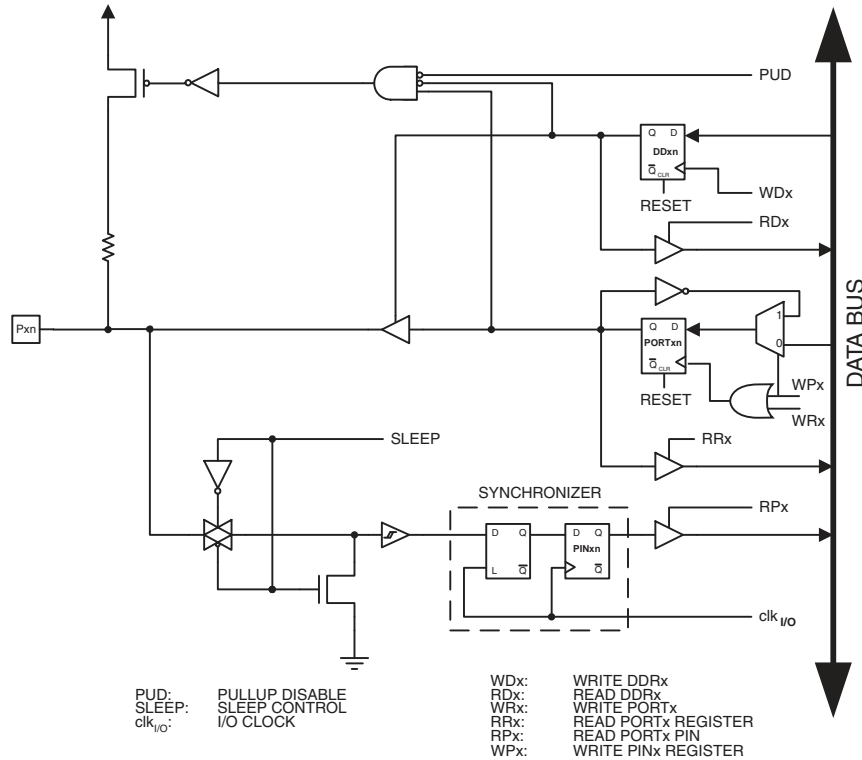 PUD
Q D
DDxn
Q CLR
WDx
RESET
RDx
Pxn
Q D
PORTxn
Q CLR
1
0
RESET
WPx
WRx
DATA BUS
SLEEP
RRx
SYNCHRONIZER
RPx
D Q
L Q
D Q
PINxn
Q
clk I/O
PUD: PULLUP DISABLE
SLEEP: SLEEP CONTROL
clkI/O: I/O CLOCK
WDx: WRITE DDRx
RDx: READ DDRx
WRx: WRITE PORTx
RRx: READ PORTx REGISTER
RPx: READ PORTx PIN
WPx: WRITE PINx REGISTER